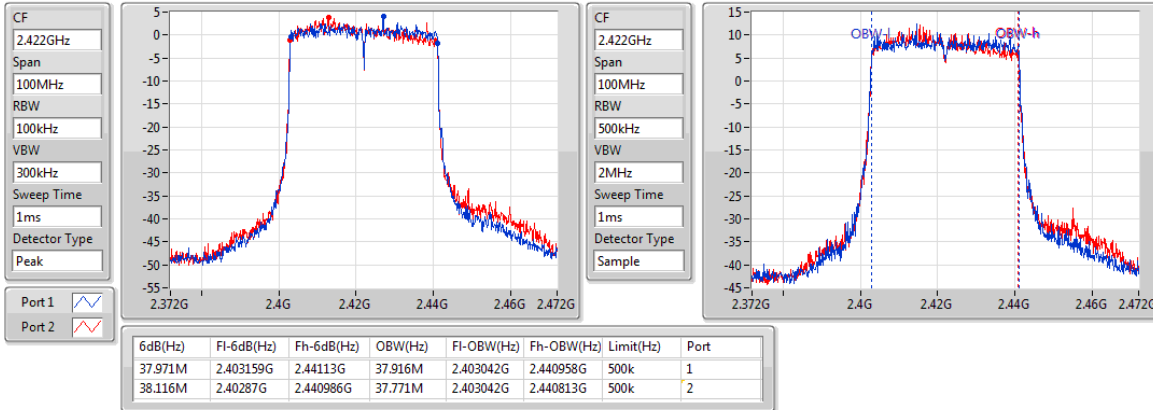 CF
2.422GHz
Span
100MHz
RBW
100kHz
VBW
300kHz
Sweep Time
1ms
Detector Type
Peak
Port 1
Port 2
5
0
-5
-10
-15
-20
-25
-30
-35
-40
-45
-50
-55
2.372G 2.4G 2.42G 2.44G 2.46G 2.472G
CF
2.422GHz
Span
100MHz
RBW
500kHz
VBW
2MHz
Sweep Time
1ms
Detector Type
Sample
15
10
5
0
-5
-10
-15
-20
-25
-30
-35
-40
-45
OBW-l OBW-h
2.372G 2.4G 2.42G 2.44G 2.46G 2.472G
6dB(Hz) Fl-6dB(Hz) Fh-6dB(Hz) OBW(Hz) Fl-OBW(Hz) Fh-OBW(Hz) Limit(Hz) Port
37.971M 2.403159G 2.44113G 37.916M 2.403042G 2.440958G 500k 1
38.116M 2.40287G 2.440986G 37.771M 2.403042G 2.440813G 500k 2